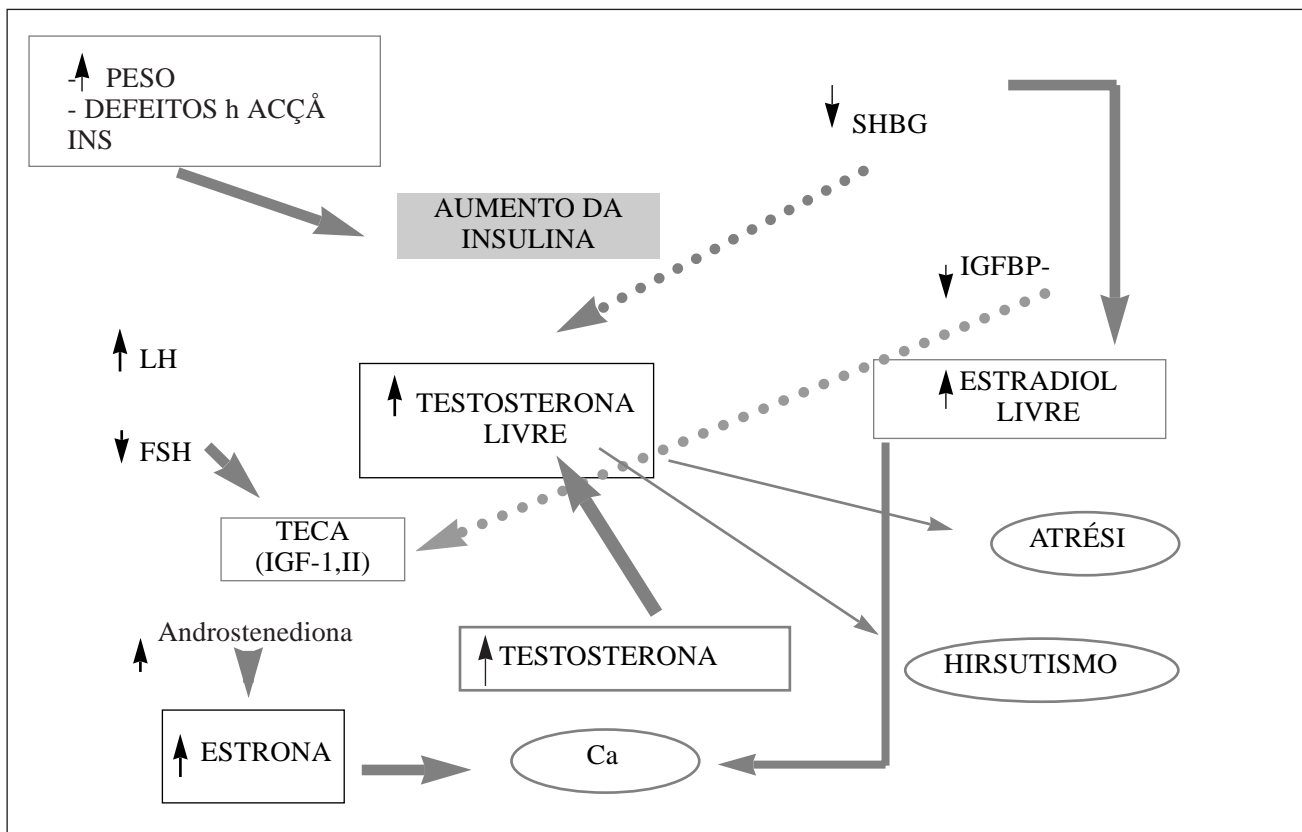 - PESO
- DEFEITOS h ACÇÅ
INS
SHBG
AUMENTO DA
INSULINA
IGFBP-
LH
TESTOSTERONA
LIVRE
ESTRADIOL
LIVRE
FSH
TECA
(IGF-1,II)
ATRÉSI
Androstenediona
TESTOSTERONA
HIRSUTISMO
ESTRONA
Ca